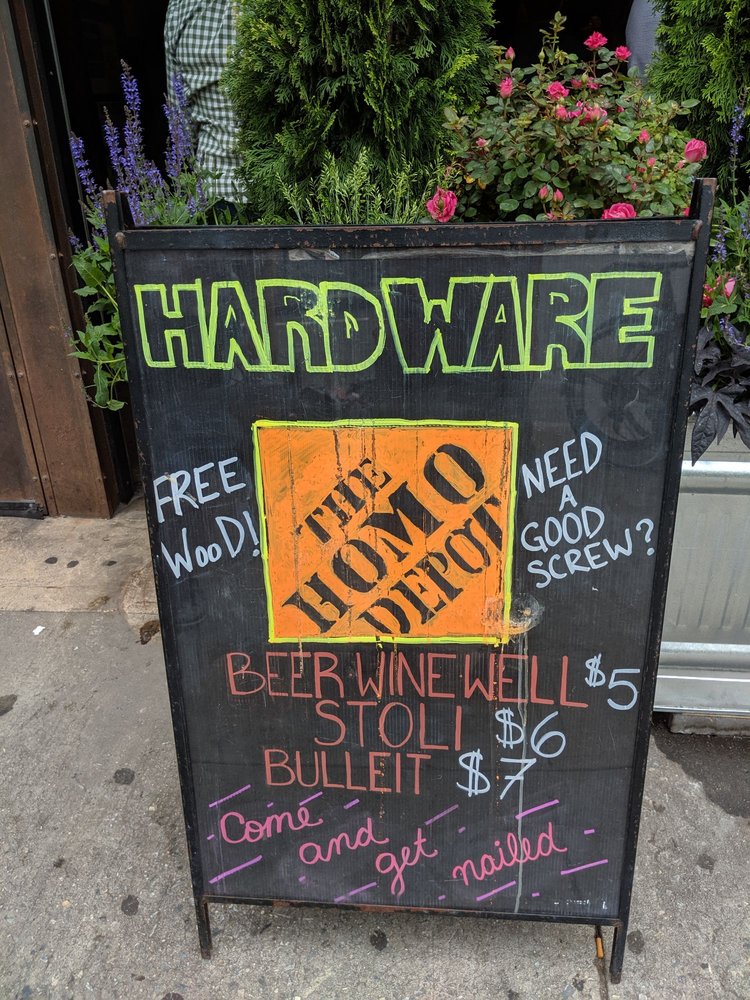 HARDWARE
FREE
WOOD!
THE
HOMO
DEPOT
NEED
A
GOOD
SCREW?
BEER WINE WELL $5
STOLI $6
BULLEIT $7
Come
and
get
nailed